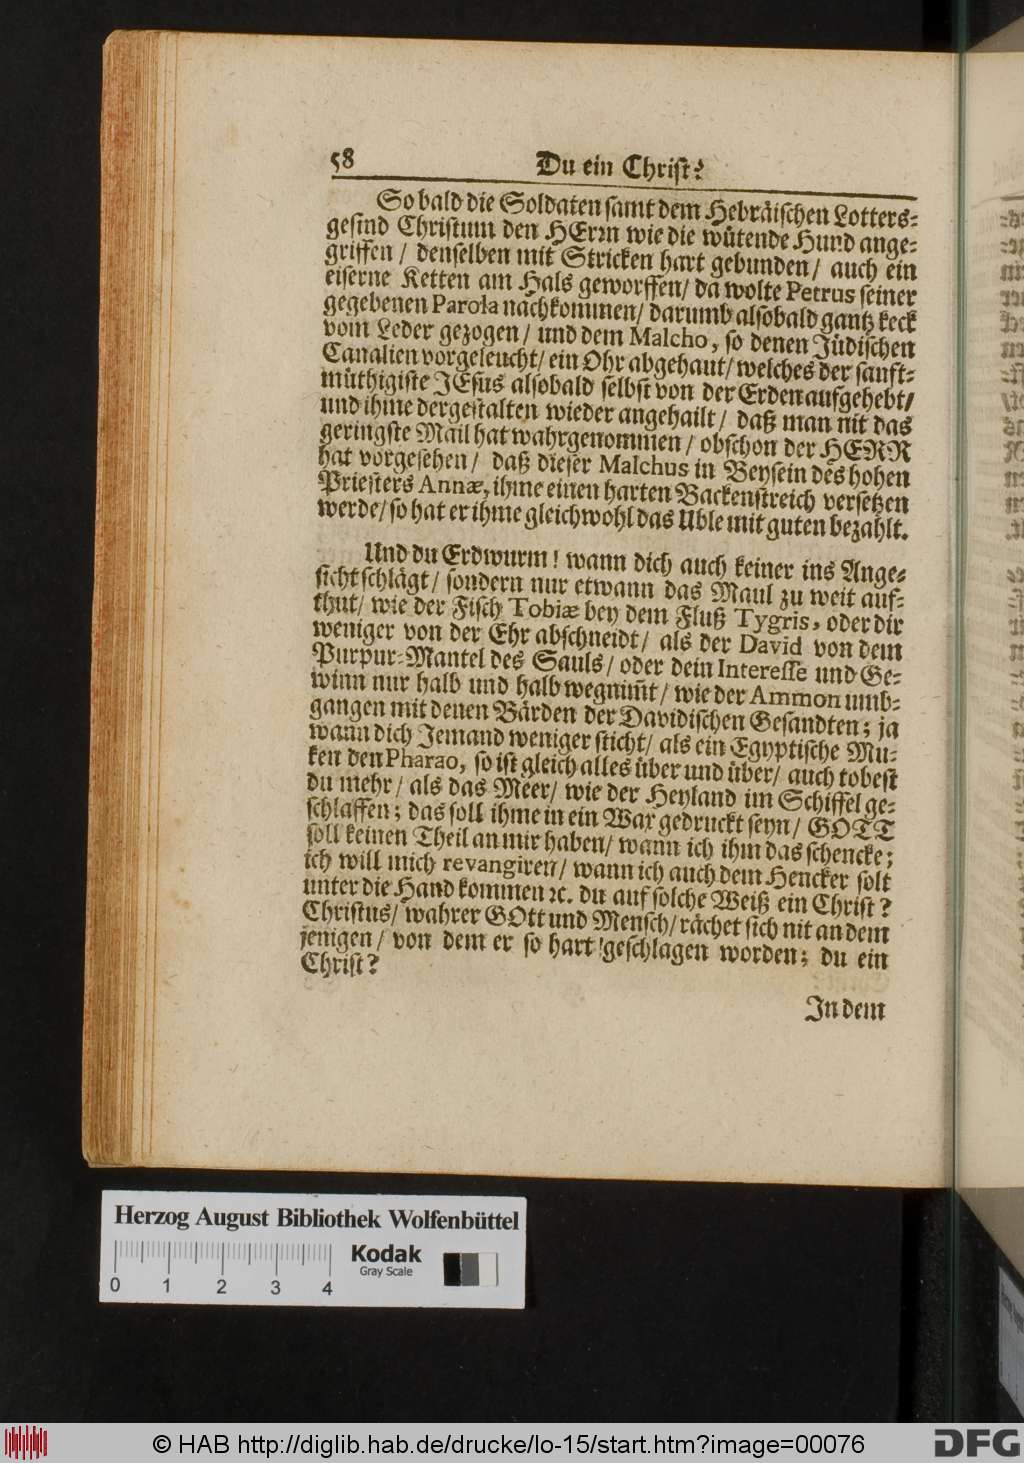 58 Du ein Christ?
So bald die Soldaten samt dem Hebräischen Lotters-
gesind Christum den HErrn wie die wütende Hund ange-
griffen / denselben mit Stricken hart gebunden / auch ein
eiserne Ketten am Hals geworffen / da wolte Petrus seiner
gegebenen Parola nachkommen / darumb alsobald gantz keck
vom Leder gezogen / und dem Malcho, so denen Jüdischen
Canalien vorgeleucht / ein Ohr abgehaut / welches der sanft-
müthigiste JEsus alsobald selbst von der Erden aufgehebt /
und ihme dergestalten wieder angehailt / daß man nit das
geringste Mail hat wahrgenommen / obschon der HERR
hat vorgesehen / daß dieser Malchus in Beysein des hohen
Priesters Annæ, ihme einen harten Backenstreich versetzen
werde / so hat er ihme gleichwohl das Uble mit guten bezahlt.
Und du Erdwurm! wann dich auch keiner ins Ange-
sicht schlägt / sondern nur etwann das Maul zu weit auf-
thut / wie der Fisch Tobiæ bey dem Fluß Tygris, oder dir
weniger von der Ehr abschneidt / als der David von dem
Purpur-Mantel des Sauls / oder dein Interesse und Ge-
winn nur halb und halb wegnim̃t / wie der Ammon umb-
gangen mit denen Bärden der Davidischen Gesandten; ja
wann dich Jemand weniger sticht / als ein Egyptische Mu-
ken den Pharao, so ist gleich alles über und über / auch tobest
du mehr / als das Meer / wie der Heyland im Schiffel ge-
schlaffen; das soll ihme in ein Wax gedruckt seyn / GOTT
soll keinen Theil an mir haben / wann ich ihm das schencke;
ich will mich revangiren / wann ich auch dem Hencker solt
unter die Hand kommen ꝛc. du auf solche Weiß ein Christ?
Christus / wahrer GOtt und Mensch / rächet sich nit an dem
jenigen / von dem er so hart geschlagen worden; du ein
Christ?
In dem
Herzog August Bibliothek Wolfenbüttel
Kodak
Gray Scale
0 1 2 3 4
© HAB http://diglib.hab.de/drucke/lo-15/start.htm?image=00076
DFG